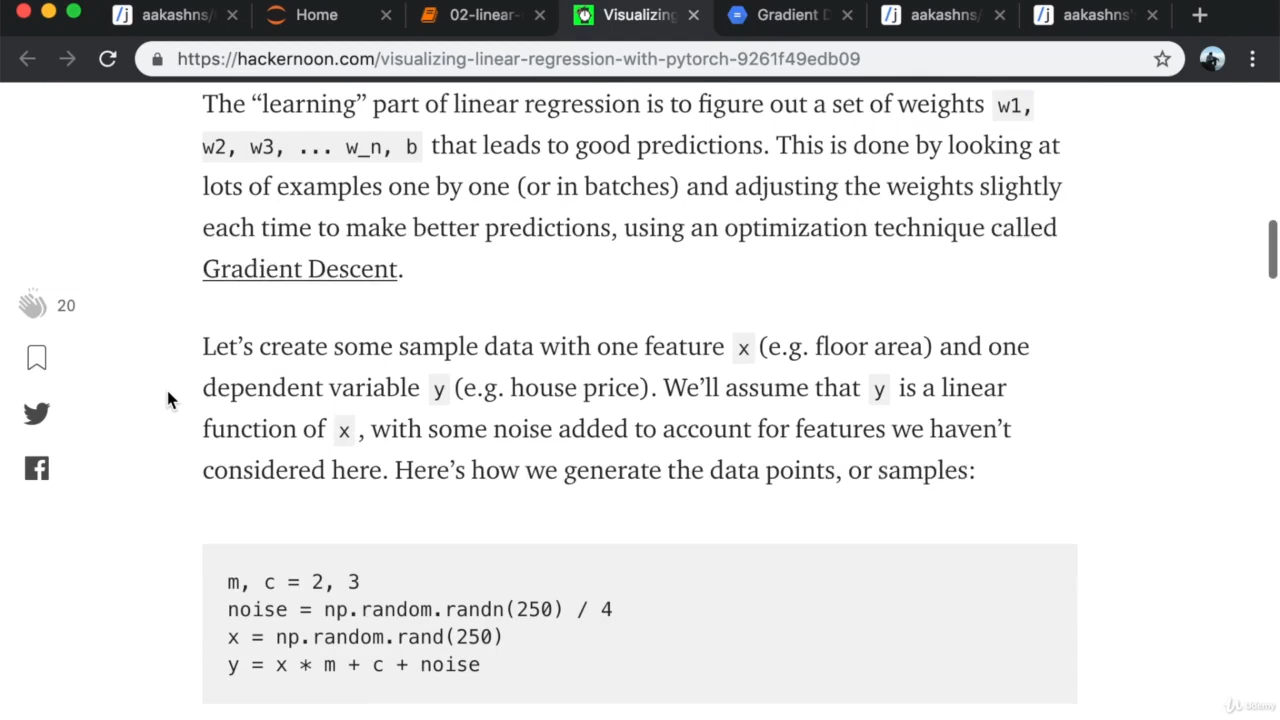 aakashns/
Home
02-linear-
Visualizing
Gradient D
aakashns/
aakashns
https://hackernoon.com/visualizing-linear-regression-with-pytorch-9261f49edb09
The “learning” part of linear regression is to figure out a set of weights w1,
w2, w3, ... w_n, b that leads to good predictions. This is done by looking at
lots of examples one by one (or in batches) and adjusting the weights slightly
each time to make better predictions, using an optimization technique called
Gradient Descent.
20
Let’s create some sample data with one feature x (e.g. floor area) and one
dependent variable y (e.g. house price). We’ll assume that y is a linear
function of x, with some noise added to account for features we haven’t
considered here. Here’s how we generate the data points, or samples:
m, c = 2, 3
noise = np.random.randn(250) / 4
x = np.random.rand(250)
y = x * m + c + noise
Udemy